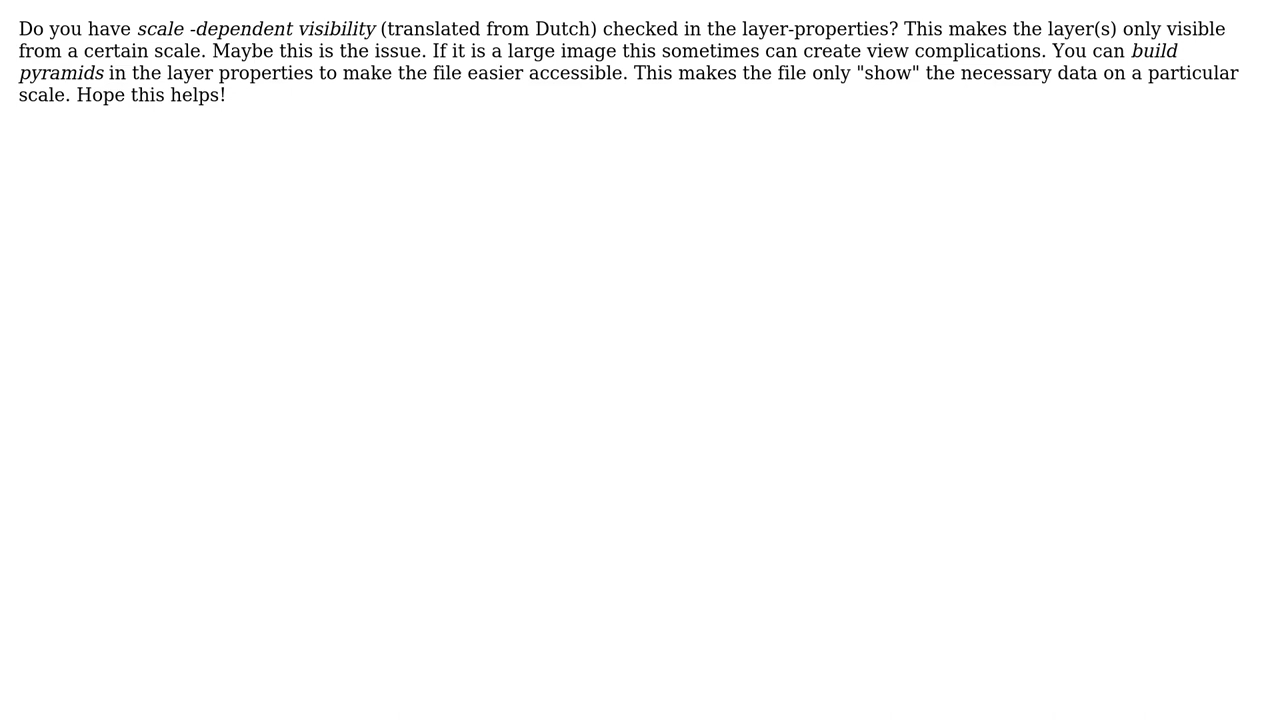 Do you have scale -dependent visibility (translated from Dutch) checked in the layer-properties? This makes the layer(s) only visible
from a certain scale. Maybe this is the issue. If it is a large image this sometimes can create view complications. You can build
pyramids in the layer properties to make the file easier accessible. This makes the file only "show" the necessary data on a particular
scale. Hope this helps!